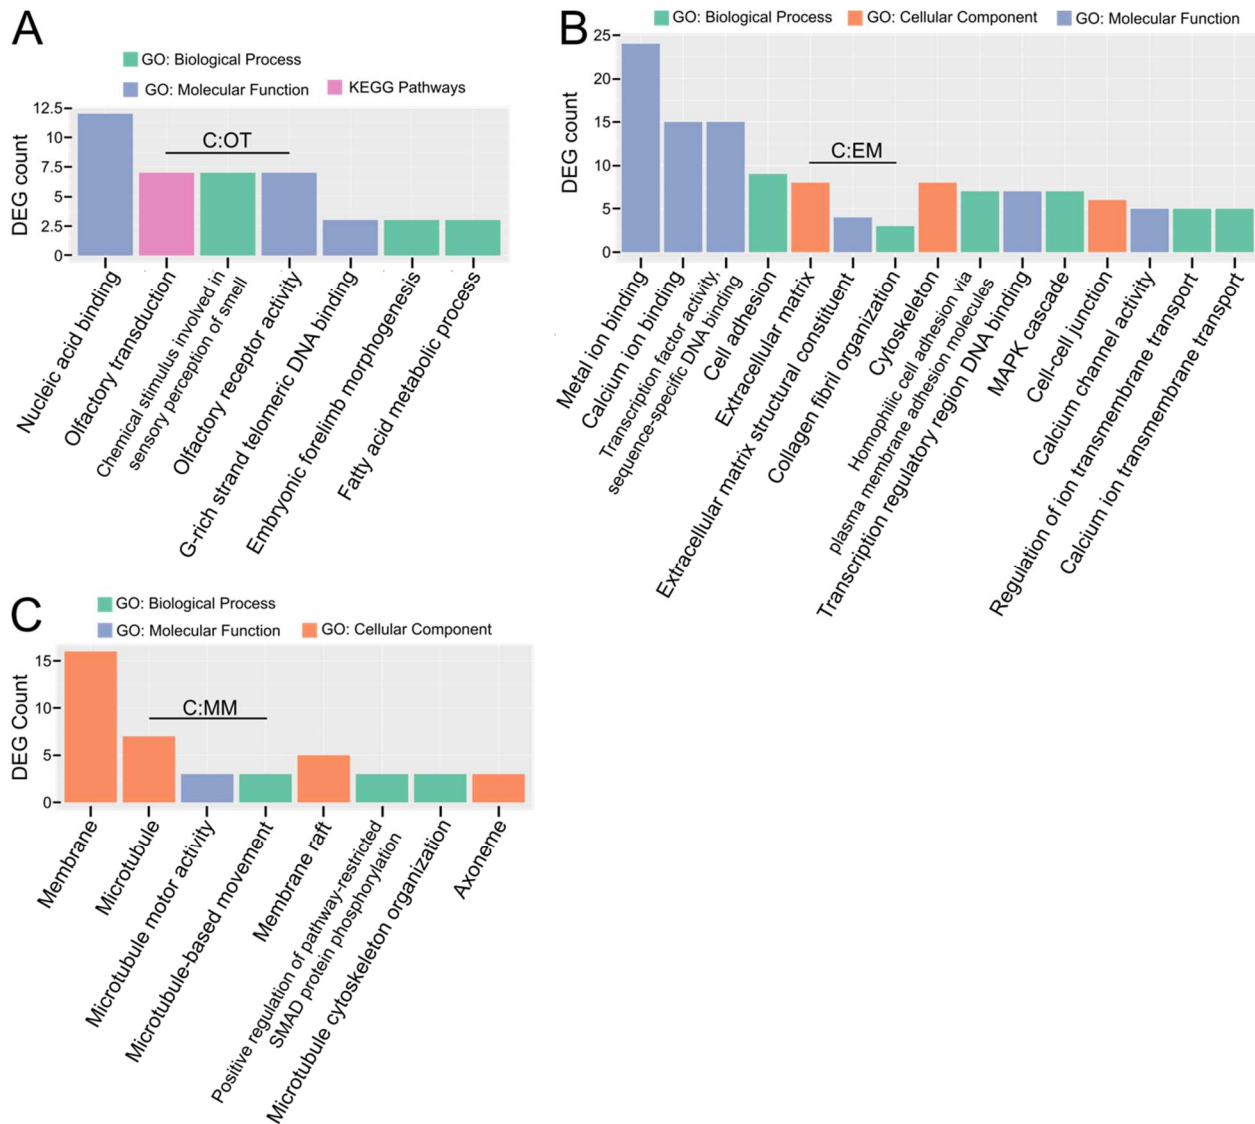 A
GO: Biological Process
GO: Molecular Function
KEGG Pathways
12.5
10
7.5
5
2.5
0
DEG count
C:OT
Nucleic acid binding
Olfactory transduction
Chemical stimulus involved in
sensory perception of smell
Olfactory receptor activity
G-rich strand telomeric DNA binding
Embryonic forelimb morphogenesis
Fatty acid metabolic process
B
GO: Biological Process
GO: Cellular Component
GO: Molecular Function
25
20
15
10
5
0
DEG count
C:EM
Metal ion binding
Calcium ion binding
Transcription factor activity,
sequence-specific DNA binding
Cell adhesion
Extracellular matrix
Extracellular matrix structural constituent
Collagen fibril organization
Cytoskeleton
Homophilic cell adhesion via
plasma membrane adhesion molecules
Transcription regulatory region DNA binding
MAPK cascade
Cell-cell junction
Calcium channel activity
Regulation of ion transmembrane transport
Calcium ion transmembrane transport
C
GO: Biological Process
GO: Molecular Function
GO: Cellular Component
15
10
5
0
DEG Count
C:MM
Membrane
Microtubule
Microtubule motor activity
Microtubule-based movement
Membrane raft
Positive regulation of pathway-restricted
SMAD protein phosphorylation
Microtubule cytoskeleton organization
Axoneme